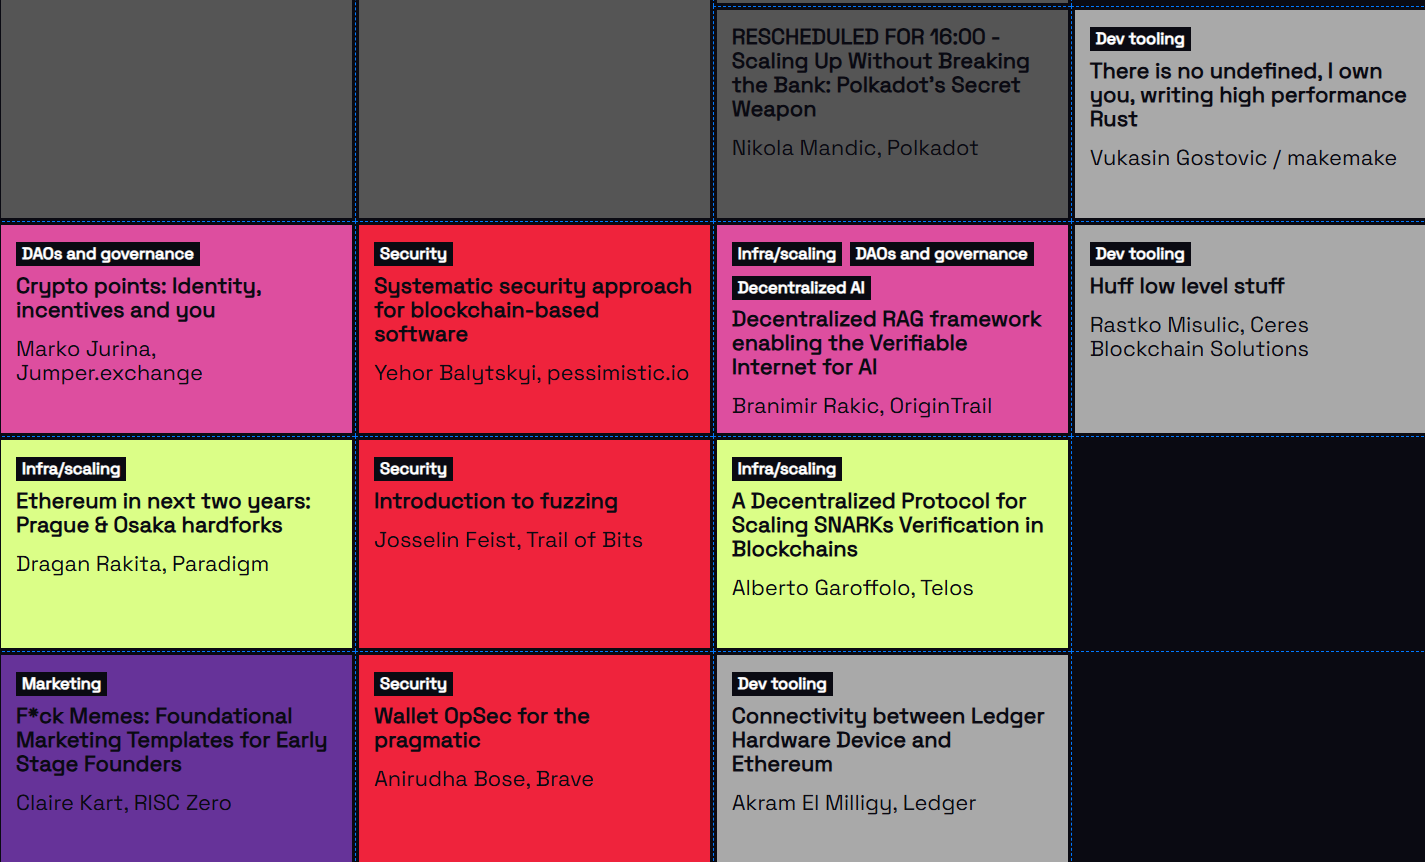 RESCHEDULED FOR 16:00 -
Scaling Up Without Breaking
the Bank: Polkadot's Secret
Weapon
Nikola Mandic, Polkadot
Dev tooling
There is no undefined, I own
you, writing high performance
Rust
Vukasin Gostovic / makemake
DAOs and governance
Crypto points: Identity,
incentives and you
Marko Jurina,
Jumper.exchange
Security
Systematic security approach
for blockchain-based
software
Yehor Balytskyi, pessimistic.io
Infra/scaling DAOs and governance
Decentralized AI
Decentralized RAG framework
enabling the Verifiable
Internet for AI
Branimir Rakic, OriginTrail
Dev tooling
Huff low level stuff
Rastko Misulic, Ceres
Blockchain Solutions
Infra/scaling
Ethereum in next two years:
Prague & Osaka hardforks
Dragan Rakita, Paradigm
Security
Introduction to fuzzing
Josselin Feist, Trail of Bits
Infra/scaling
A Decentralized Protocol for
Scaling SNARKs Verification in
Blockchains
Alberto Garoffolo, Telos
Marketing
F*ck Memes: Foundational
Marketing Templates for Early
Stage Founders
Claire Kart, RISC Zero
Security
Wallet OpSec for the
pragmatic
Anirudha Bose, Brave
Dev tooling
Connectivity between Ledger
Hardware Device and
Ethereum
Akram El Milligy, Ledger